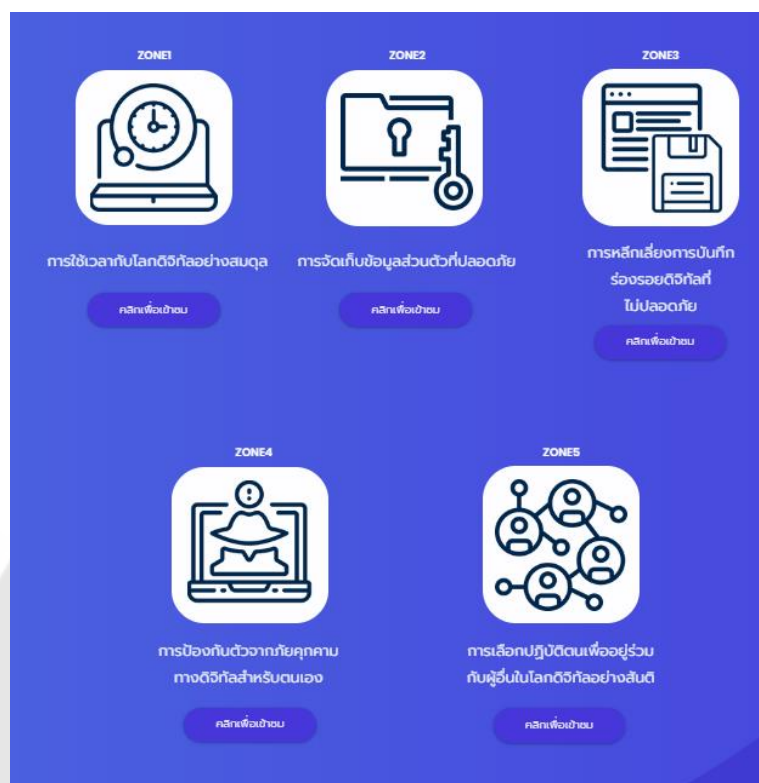 ZONE1
ZONE2
ZONE3
การใช้เวลากับโลกดิจิทัลอย่างสมดุล
การจัดเก็บข้อมูลส่วนตัวที่ปลอดภัย
การหลีกเลี่ยงการบันทึก
ร่องรอยดิจิทัลที่
ไม่ปลอดภัย
คลิกเพื่อเข้าชม
คลิกเพื่อเข้าชม
คลิกเพื่อเข้าชม
ZONE4
ZONE5
การป้องกันตัวจากภัยคุกคาม
ทางดิจิทัลสำหรับตนเอง
การเลือกปฏิบัติตนเพื่ออยู่ร่วม
กับผู้อื่นในโลกดิจิทัลอย่างสันติ
คลิกเพื่อเข้าชม
คลิกเพื่อเข้าชม